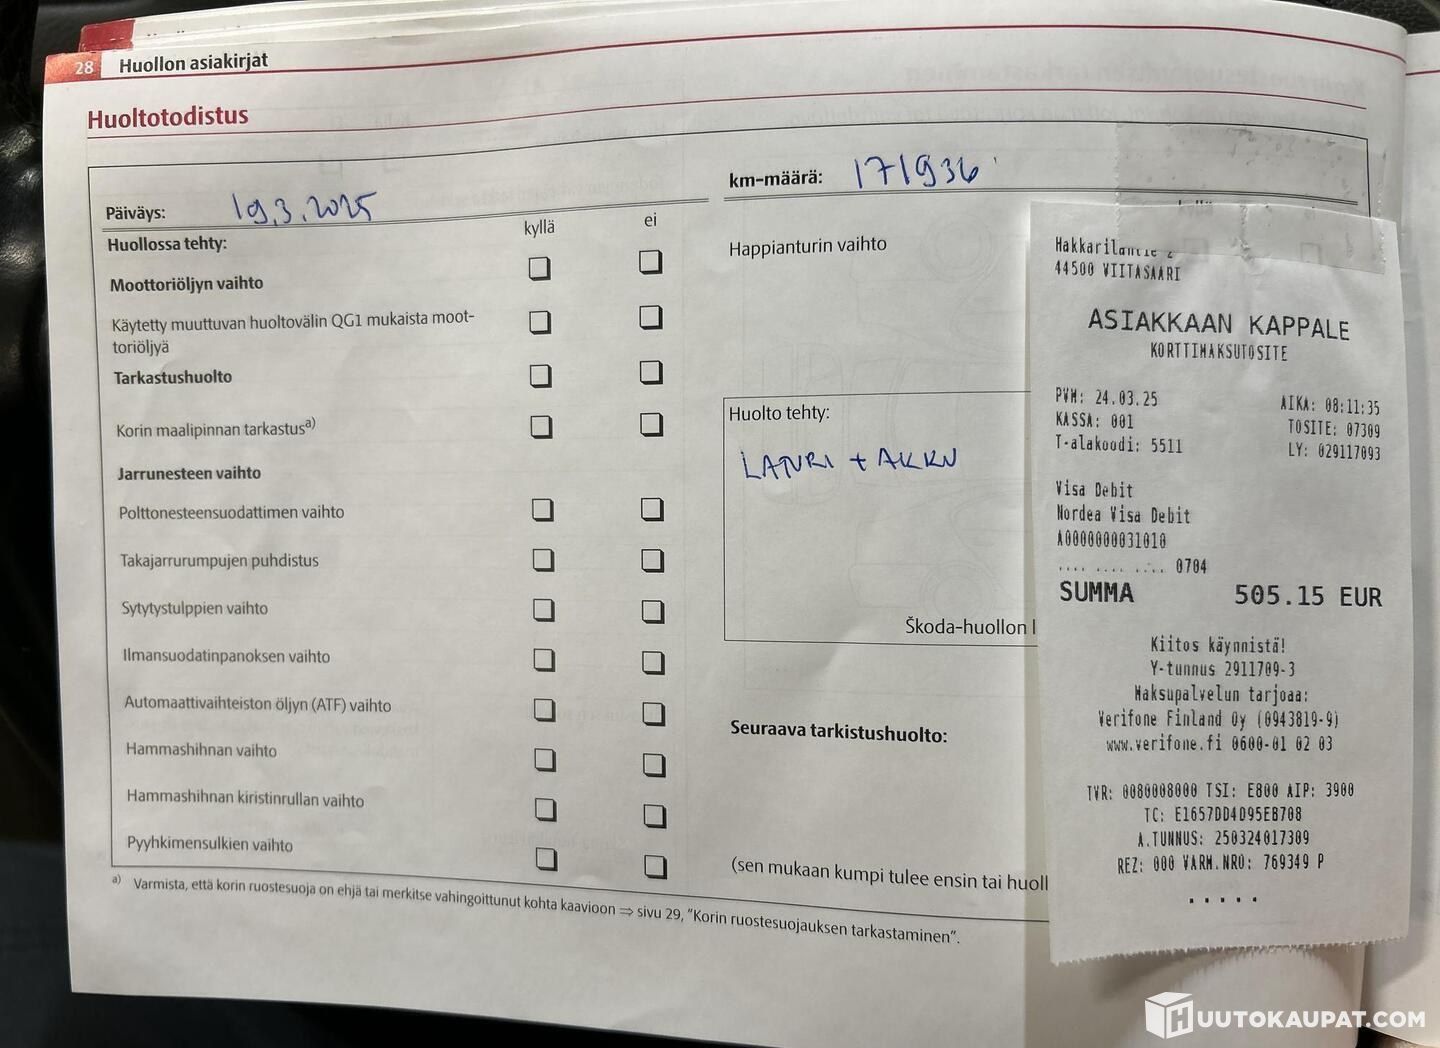 28 Huollon asiakirjat
Huoltotodistus
Päiväys: 19.3.2025
km-määrä: 171936
Huollossa tehty:
kyllä ei
Moottoriöljyn vaihto
Käytetty muuttuvan huoltovälin QG1 mukaista moot-
toriöljyä
Tarkastushuolto
Korin maalipinnan tarkastusa)
Jarrunesteen vaihto
Polttonesteensuodattimen vaihto
Takajarrurumpujen puhdistus
Sytytystulppien vaihto
Ilmansuodatinpanoksen vaihto
Automaattivaihteiston öljyn (ATF) vaihto
Hammashihnan vaihto
Hammashihnan kiristinrullan vaihto
Pyyhkimensulkien vaihto
Happianturin vaihto
Huolto tehty:
LATURI + AKKU
Škoda-huollon
Seuraava tarkistushuolto:
(sen mukaan kumpi tulee ensin tai huol
a) Varmista, että korin ruostesuoja on ehjä tai merkitse vahingoittunut kohta kaavioon ⇒ sivu 29, "Korin ruostesuojauksen tarkastaminen".
Hakkarilantie 2
44500 VIITASAARI
ASIAKKAAN KAPPALE
KORTTIMAKSUTOSITE
PVM: 24.03.25 AIKA: 08:11:35
KASSA: 001 TOSITE: 07309
T-alakoodi: 5511 LY: 029117093
Visa Debit
Nordea Visa Debit
A0000000031010
.... .... .... 0704
SUMMA 505.15 EUR
Kiitos käynnistä!
Y-tunnus 2911709-3
Maksupalvelun tarjoaa:
Verifone Finland Oy (0943819-9)
www.verifone.fi 0600-01 02 03
TVR: 0080008000 TSI: E800 AIP: 3900
TC: E1657DD4D95EB708
A.TUNNUS: 250324017309
REZ: 000 VARM.NRO: 769349 P
.....
HUUTOKAUPAT.COM